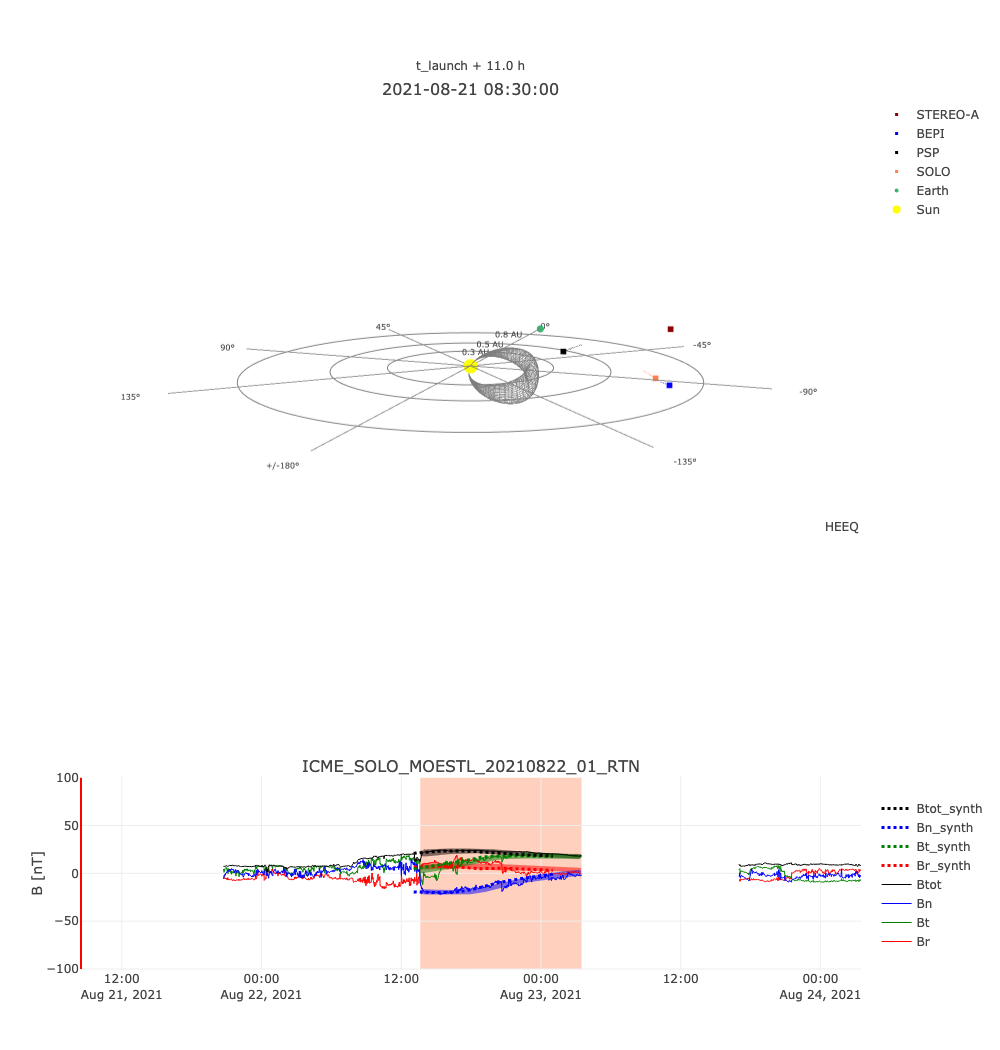 t_launch + 11.0 h
2021-08-21 08:30:00
STEREO-A
BEPI
PSP
SOLO
Earth
Sun
45°
0°
0.8 AU
0.5 AU
0.3 AU
90°
-45°
135°
-90°
+/-180°
-135°
HEEQ
ICME_SOLO_MOESTL_20210822_01_RTN
B [nT]
100
50
0
−50
−100
12:00
00:00
12:00
00:00
12:00
00:00
Aug 21, 2021
Aug 22, 2021
Aug 23, 2021
Aug 24, 2021
Btot_synth
Bn_synth
Bt_synth
Br_synth
Btot
Bn
Bt
Br